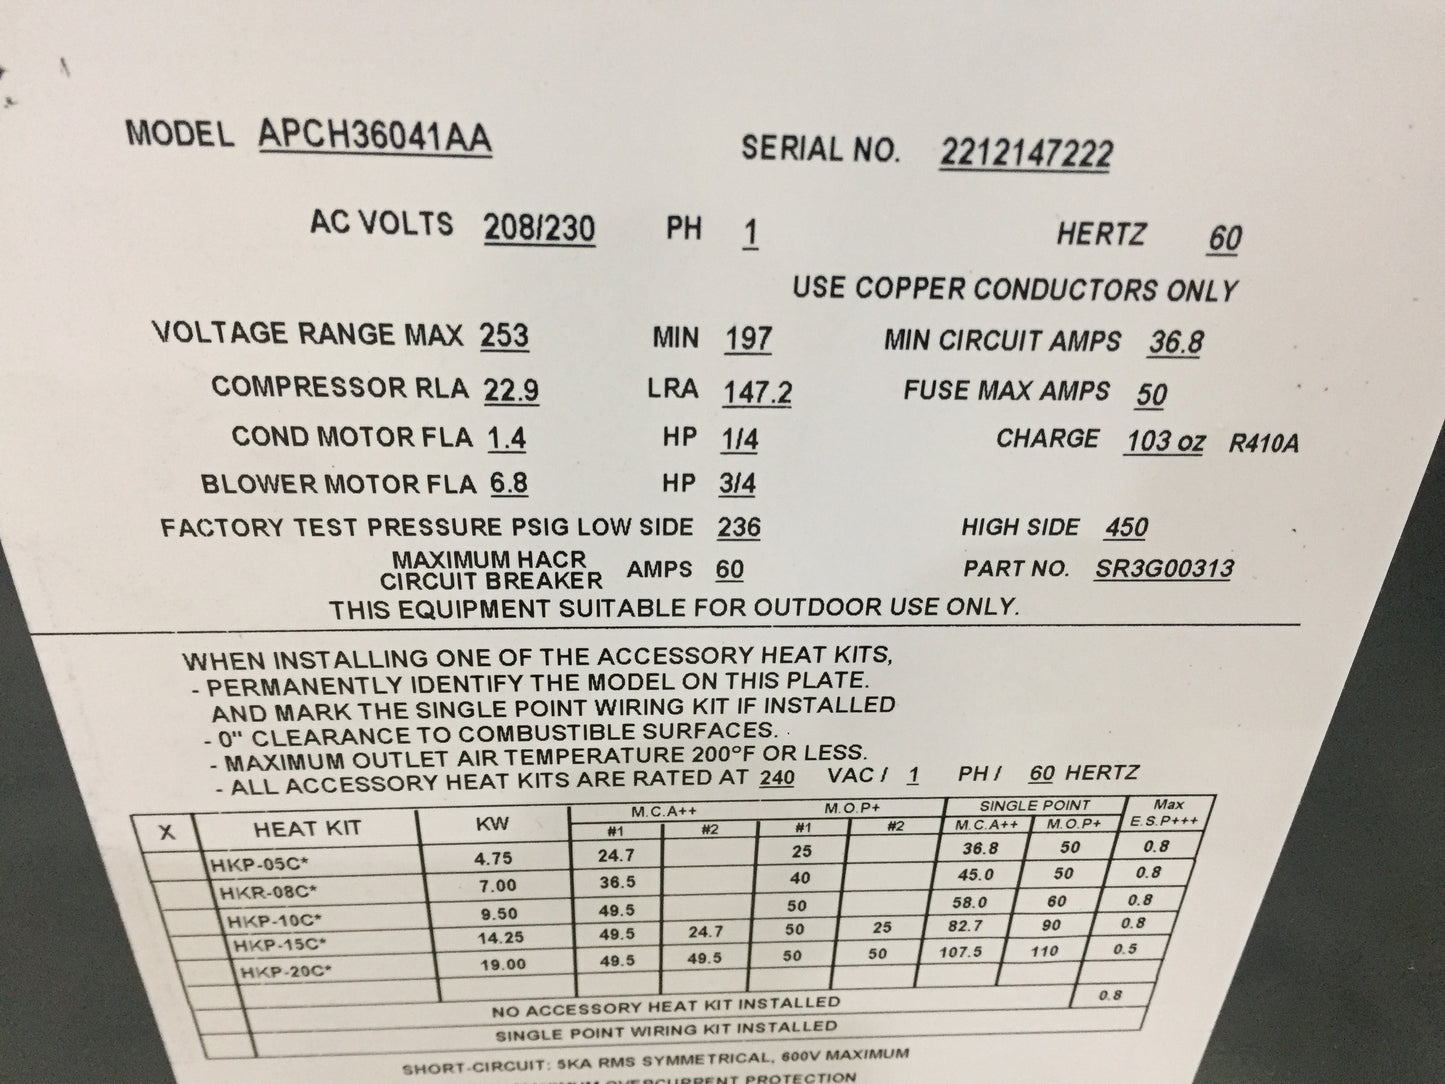 MODEL APCH36041AA SERIAL NO. 2212147222
AC VOLTS 208/230 PH 1 HERTZ 60
USE COPPER CONDUCTORS ONLY
VOLTAGE RANGE MAX 253 MIN 197 MIN CIRCUIT AMPS 36.8
COMPRESSOR RLA 22.9 LRA 147.2 FUSE MAX AMPS 50
COND MOTOR FLA 1.4 HP 1/4 CHARGE 103 oz R410A
BLOWER MOTOR FLA 6.8 HP 3/4
FACTORY TEST PRESSURE PSIG LOW SIDE 236 HIGH SIDE 450
MAXIMUM HACR
CIRCUIT BREAKER AMPS 60 PART NO. SR3G00313
THIS EQUIPMENT SUITABLE FOR OUTDOOR USE ONLY.
WHEN INSTALLING ONE OF THE ACCESSORY HEAT KITS,
- PERMANENTLY IDENTIFY THE MODEL ON THIS PLATE.
AND MARK THE SINGLE POINT WIRING KIT IF INSTALLED
- 0" CLEARANCE TO COMBUSTIBLE SURFACES.
- MAXIMUM OUTLET AIR TEMPERATURE 200°F OR LESS.
- ALL ACCESSORY HEAT KITS ARE RATED AT 240 VAC / 1 PH / 60 HERTZ
X HEAT KIT KW M.C.A++ M.O.P+ SINGLE POINT Max
#1 #2 #1 #2 M.C.A++ M.O.P+ E.S.P+++
HKP-05C* 4.75 24.7 25 36.8 50 0.8
HKR-08C* 7.00 36.5 40 45.0 50 0.8
HKP-10C* 9.50 49.5 50 58.0 60 0.8
HKP-15C* 14.25 49.5 24.7 50 25 82.7 90 0.8
HKP-20C* 19.00 49.5 49.5 50 50 107.5 110 0.5
NO ACCESSORY HEAT KIT INSTALLED 0.8
SINGLE POINT WIRING KIT INSTALLED
SHORT-CIRCUIT: 5KA RMS SYMMETRICAL, 600V MAXIMUM
OVERCURRENT PROTECTION